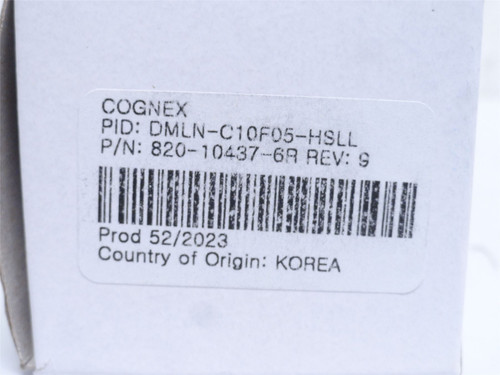 COGNEX
PID: DMLN-C10F05-HSLL
P/N: 820-10437-6R REV: 9
Prod 52/2023
Country of Origin: KOREA